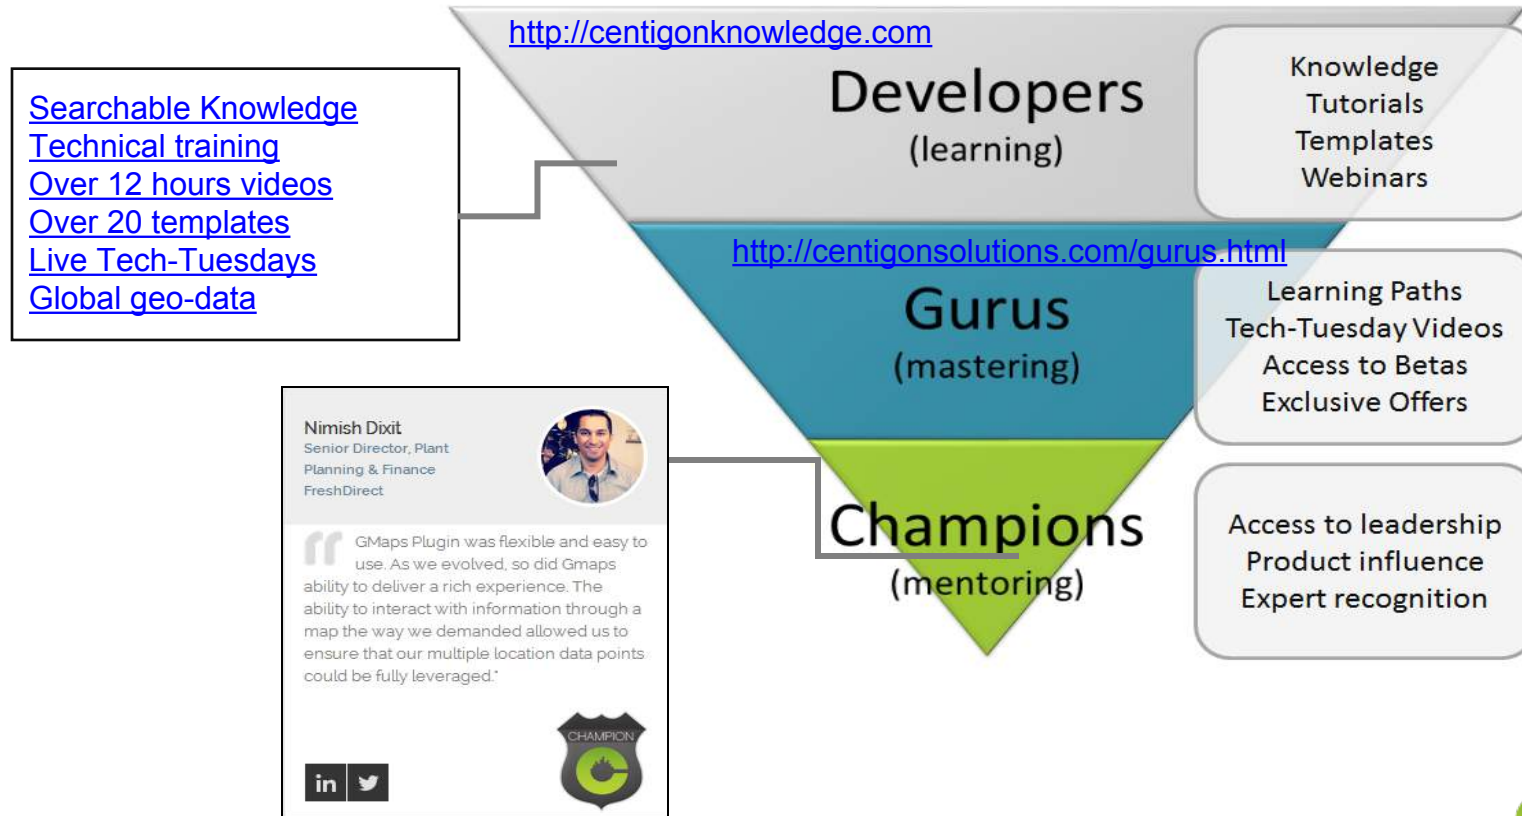 http://centigonknowledge.com
Developers
(learning)
Knowledge
Tutorials
Templates
Webinars
Searchable Knowledge
Technical training
Over 12 hours videos
Over 20 templates
Live Tech-Tuesdays
Global geo-data
http://centigonsolutions.com/gurus.html
Gurus
(mastering)
Learning Paths
Tech-Tuesday Videos
Access to Betas
Exclusive Offers
Champions
(mentoring)
Access to leadership
Product influence
Expert recognition
Nimish Dixit
Senior Director, Plant
Planning & Finance
FreshDirect
“ GMaps Plugin was flexible and easy to
use. As we evolved, so did Gmaps
ability to deliver a rich experience. The
ability to interact with information through a
map the way we demanded allowed us to
ensure that our multiple location data points
could be fully leveraged."
CHAMPION
in